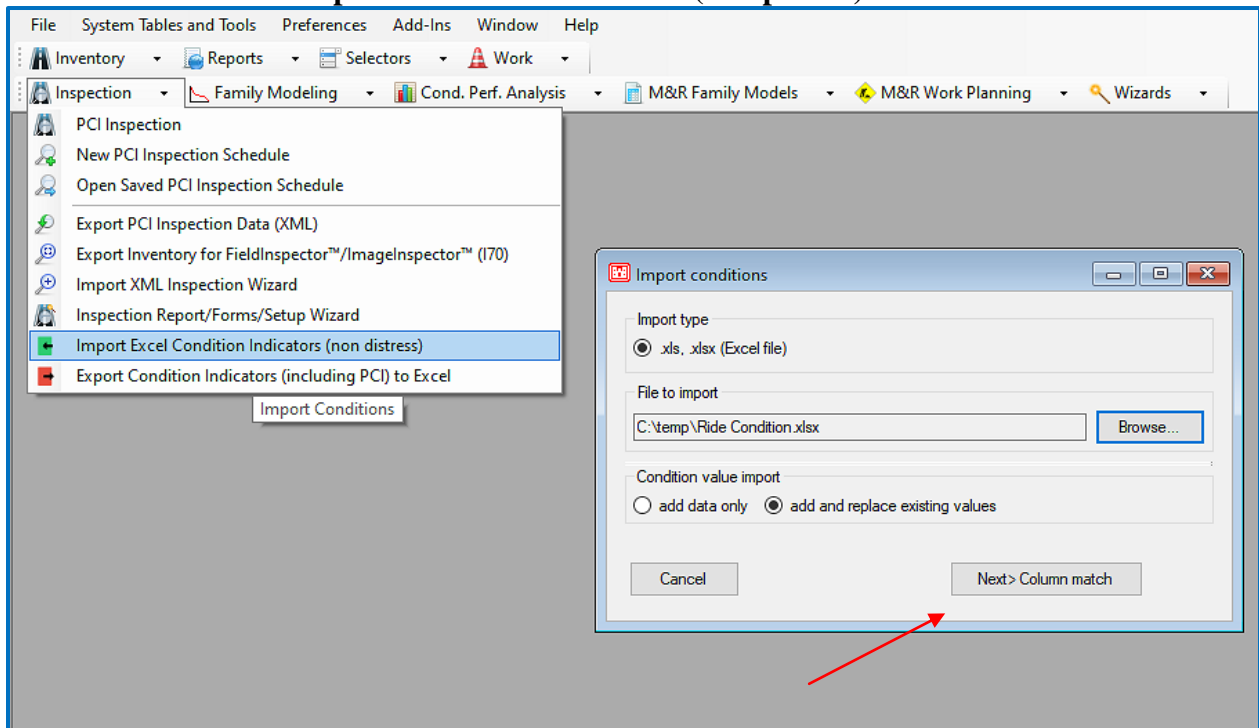 File System Tables and Tools Preferences Add-Ins Window Help
Inventory Reports Selectors Work
Inspection Family Modeling Cond. Perf. Analysis M&R Family Models M&R Work Planning Wizards
PCI Inspection
New PCI Inspection Schedule
Open Saved PCI Inspection Schedule
Export PCI Inspection Data (XML)
Export Inventory for FieldInspector™/ImageInspector™ (I70)
Import XML Inspection Wizard
Inspection Report/Forms/Setup Wizard
Import Excel Condition Indicators (non distress)
Export Condition Indicators (including PCI) to Excel
Import Conditions
Import conditions
Import type
.xls, .xlsx (Excel file)
File to import
C:\temp\Ride Condition.xlsx Browse...
Condition value import
add data only add and replace existing values
Cancel Next> Column match